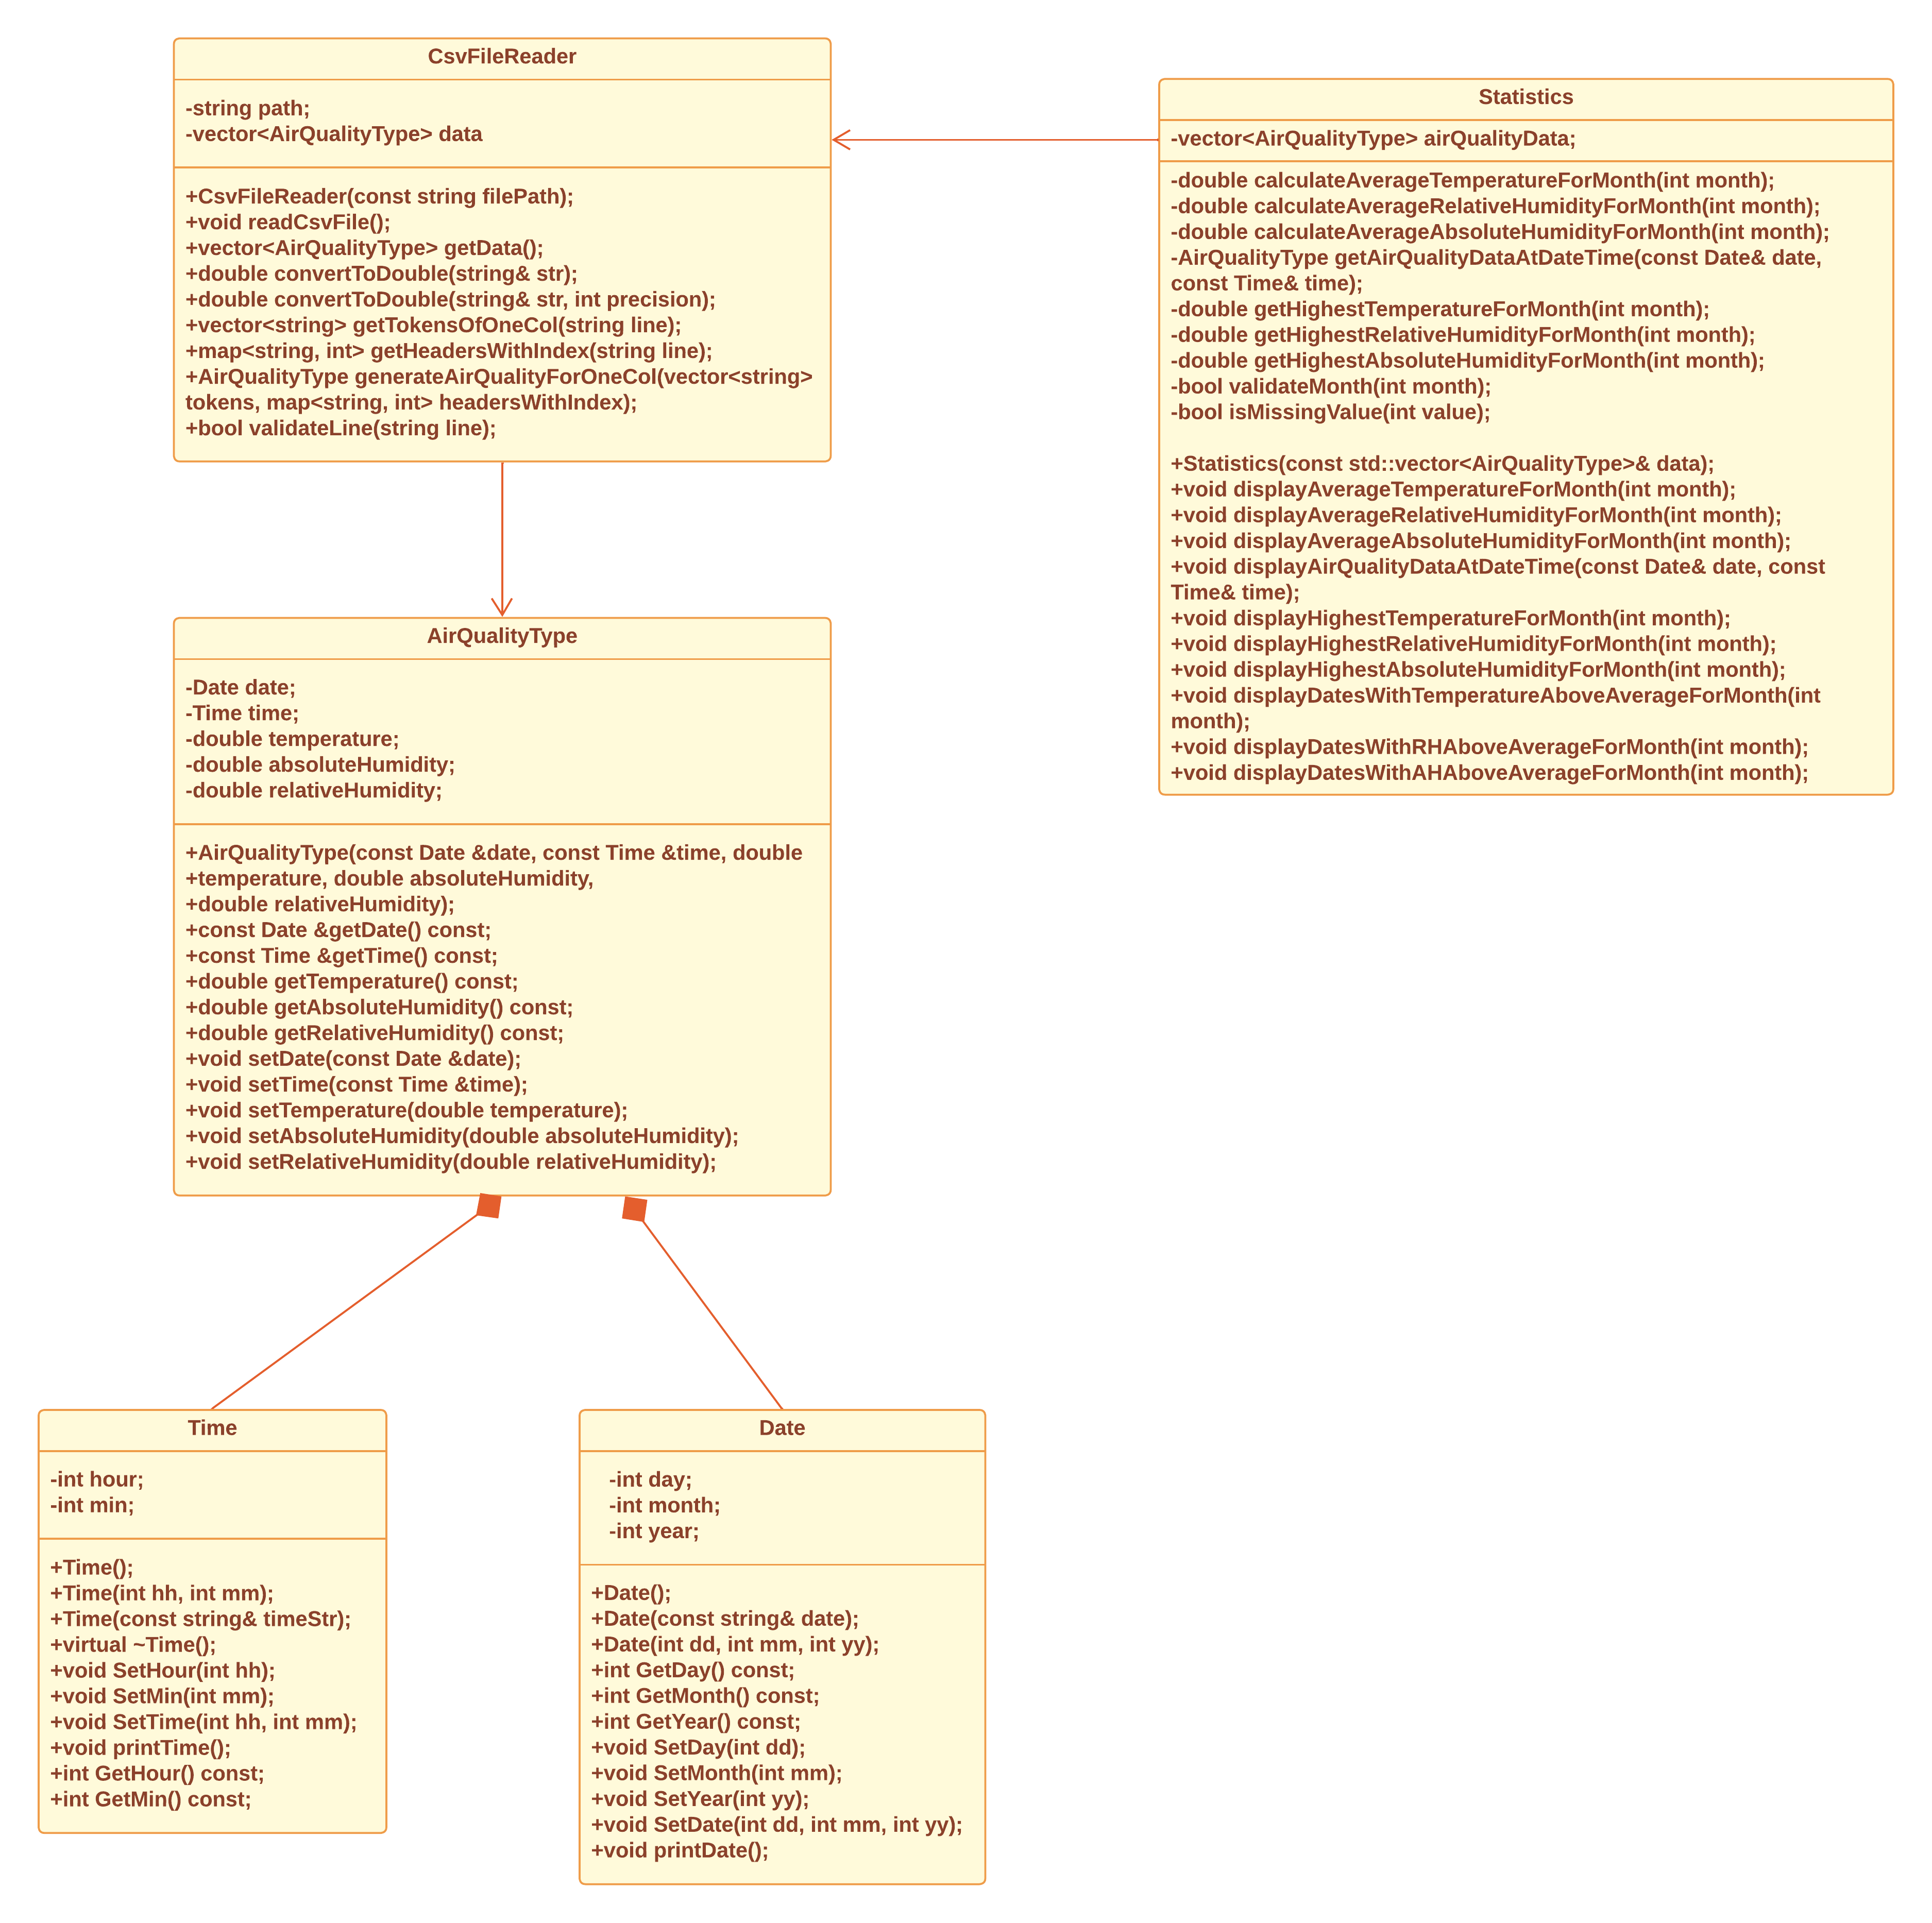 CsvFileReader
-string path;
-vector<AirQualityType> data
+CsvFileReader(const string filePath);
+void readCsvFile();
+vector<AirQualityType> getData();
+double convertToDouble(string& str);
+double convertToDouble(string& str, int precision);
+vector<string> getTokensOfOneCol(string line);
+map<string, int> getHeadersWithIndex(string line);
+AirQualityType generateAirQualityForOneCol(vector<string>
tokens, map<string, int> headersWithIndex);
+bool validateLine(string line);
Statistics
-vector<AirQualityType> airQualityData;
-double calculateAverageTemperatureForMonth(int month);
-double calculateAverageRelativeHumidityForMonth(int month);
-double calculateAverageAbsoluteHumidityForMonth(int month);
-AirQualityType getAirQualityDataAtDateTime(const Date& date,
const Time& time);
-double getHighestTemperatureForMonth(int month);
-double getHighestRelativeHumidityForMonth(int month);
-double getHighestAbsoluteHumidityForMonth(int month);
-bool validateMonth(int month);
-bool isMissingValue(int value);
+Statistics(const std::vector<AirQualityType>& data);
+void displayAverageTemperatureForMonth(int month);
+void displayAverageRelativeHumidityForMonth(int month);
+void displayAverageAbsoluteHumidityForMonth(int month);
+void displayAirQualityDataAtDateTime(const Date& date, const
Time& time);
+void displayHighestTemperatureForMonth(int month);
+void displayHighestRelativeHumidityForMonth(int month);
+void displayHighestAbsoluteHumidityForMonth(int month);
+void displayDatesWithTemperatureAboveAverageForMonth(int
month);
+void displayDatesWithRHAboveAverageForMonth(int month);
+void displayDatesWithAHAboveAverageForMonth(int month);
AirQualityType
-Date date;
-Time time;
-double temperature;
-double absoluteHumidity;
-double relativeHumidity;
+AirQualityType(const Date &date, const Time &time, double
+temperature, double absoluteHumidity,
+double relativeHumidity);
+const Date &getDate() const;
+const Time &getTime() const;
+double getTemperature() const;
+double getAbsoluteHumidity() const;
+double getRelativeHumidity() const;
+void setDate(const Date &date);
+void setTime(const Time &time);
+void setTemperature(double temperature);
+void setAbsoluteHumidity(double absoluteHumidity);
+void setRelativeHumidity(double relativeHumidity);
Time
-int hour;
-int min;
+Time();
+Time(int hh, int mm);
+Time(const string& timeStr);
+virtual ~Time();
+void SetHour(int hh);
+void SetMin(int mm);
+void SetTime(int hh, int mm);
+void printTime();
+int GetHour() const;
+int GetMin() const;
Date
-int day;
-int month;
-int year;
+Date();
+Date(const string& date);
+Date(int dd, int mm, int yy);
+int GetDay() const;
+int GetMonth() const;
+int GetYear() const;
+void SetDay(int dd);
+void SetMonth(int mm);
+void SetYear(int yy);
+void SetDate(int dd, int mm, int yy);
+void printDate();